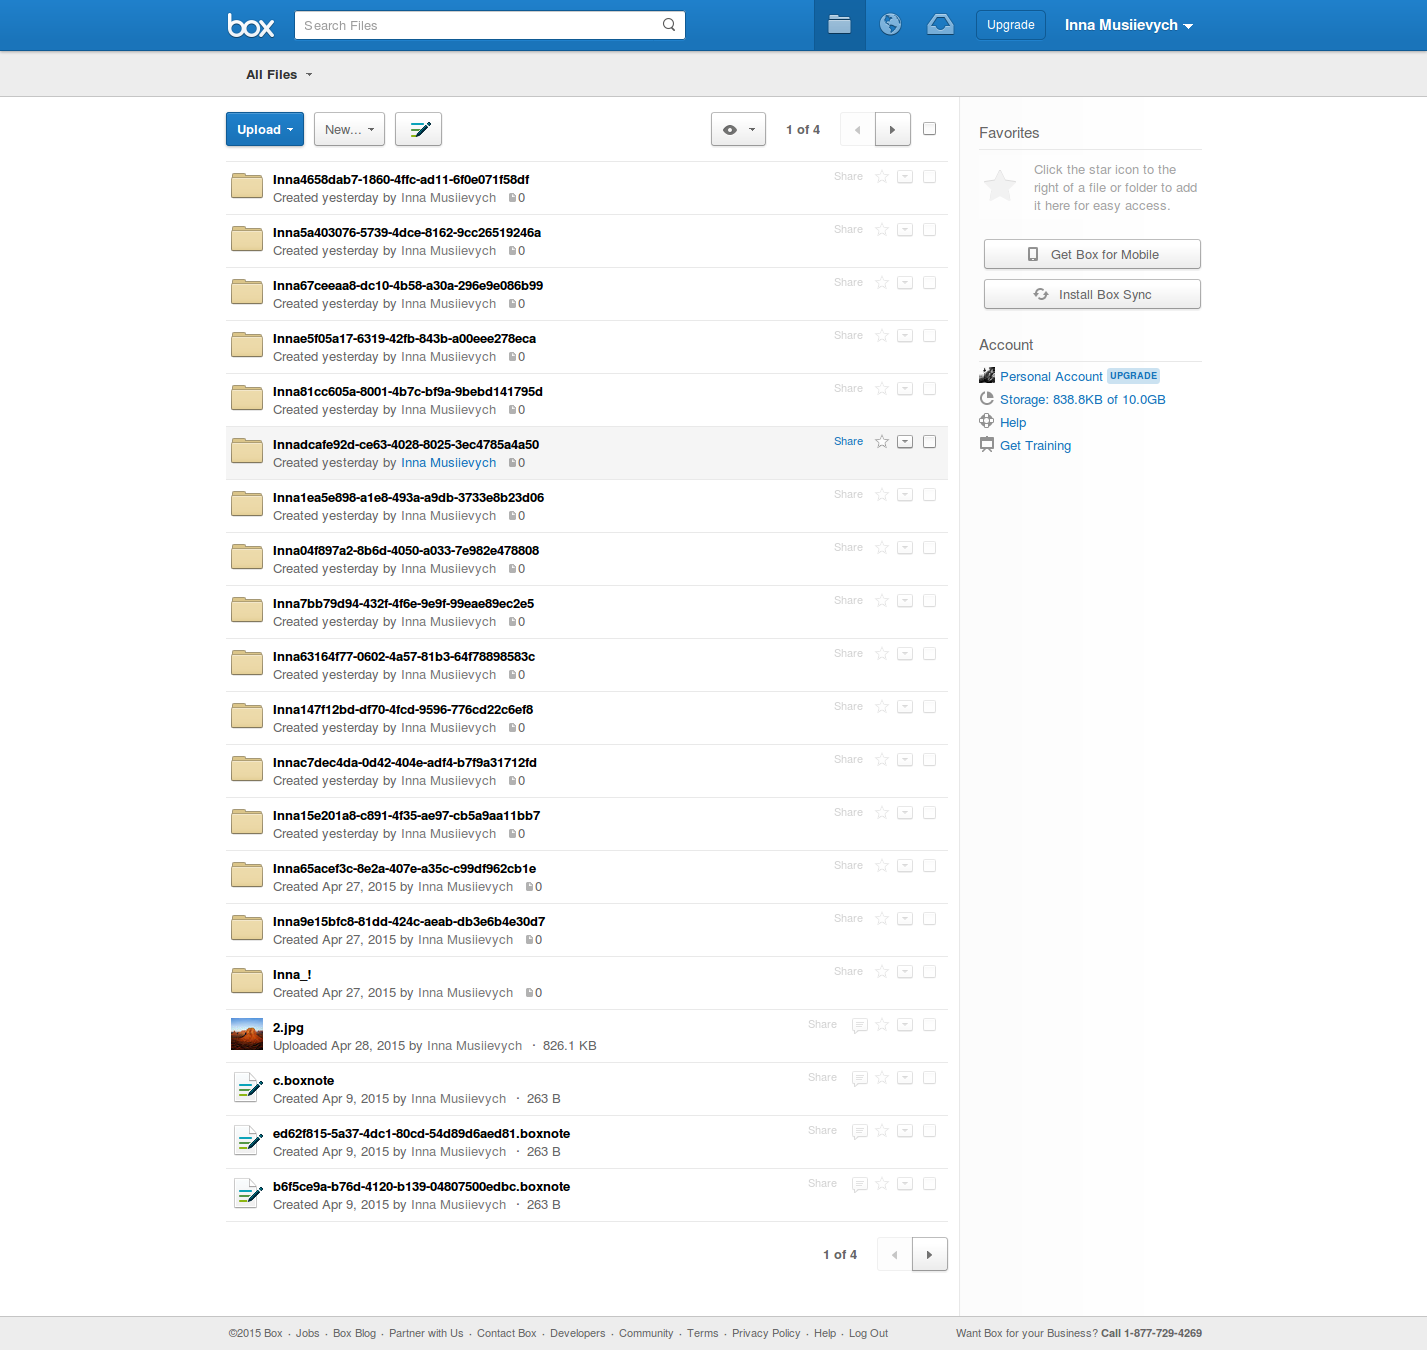 box
Search Files
Upgrade
Inna Musiievych
All Files
Upload
New...
1 of 4
Inna4658dab7-1860-4ffc-ad11-6f0e071f58df
Share
Created yesterday by Inna Musiievych 0
Inna5a403076-5739-4dce-8162-9cc26519246a
Share
Created yesterday by Inna Musiievych 0
Inna67ceeaa8-dc10-4b58-a30a-296e9e086b99
Share
Created yesterday by Inna Musiievych 0
Innae5f05a17-6319-42fb-843b-a00eee278eca
Share
Created yesterday by Inna Musiievych 0
Inna81cc605a-8001-4b7c-bf9a-9bebd141795d
Share
Created yesterday by Inna Musiievych 0
Innadcafe92d-ce63-4028-8025-3ec4785a4a50
Share
Created yesterday by Inna Musiievych 0
Inna1ea5e898-a1e8-493a-a9db-3733e8b23d06
Share
Created yesterday by Inna Musiievych 0
Inna04f897a2-8b6d-4050-a033-7e982e478808
Share
Created yesterday by Inna Musiievych 0
Inna7bb79d94-432f-4f6e-9e9f-99eae89ec2e5
Share
Created yesterday by Inna Musiievych 0
Inna63164f77-0602-4a57-81b3-64f78898583c
Share
Created yesterday by Inna Musiievych 0
Inna147f12bd-df70-4fcd-9596-776cd22c6ef8
Share
Created yesterday by Inna Musiievych 0
Innac7dec4da-0d42-404e-adf4-b7f9a31712fd
Share
Created yesterday by Inna Musiievych 0
Inna15e201a8-c891-4f35-ae97-cb5a9aa11bb7
Share
Created yesterday by Inna Musiievych 0
Inna65acef3c-8e2a-407e-a35c-c99df962cb1e
Share
Created Apr 27, 2015 by Inna Musiievych 0
Inna9e15bfc8-81dd-424c-aeab-db3e6b4e30d7
Share
Created Apr 27, 2015 by Inna Musiievych 0
Inna_!
Share
Created Apr 27, 2015 by Inna Musiievych 0
2.jpg
Share
Uploaded Apr 28, 2015 by Inna Musiievych · 826.1 KB
c.boxnote
Share
Created Apr 9, 2015 by Inna Musiievych · 263 B
ed62f815-5a37-4dc1-80cd-54d89d6aed81.boxnote
Share
Created Apr 9, 2015 by Inna Musiievych · 263 B
b6f5ce9a-b76d-4120-b139-04807500edbc.boxnote
Share
Created Apr 9, 2015 by Inna Musiievych · 263 B
1 of 4
Favorites
Click the star icon to the
right of a file or folder to add
it here for easy access.
Get Box for Mobile
Install Box Sync
Account
Personal Account UPGRADE
Storage: 838.8KB of 10.0GB
Help
Get Training
©2015 Box · Jobs · Box Blog · Partner with Us · Contact Box · Developers · Community · Terms · Privacy Policy · Help · Log Out
Want Box for your Business? Call 1-877-729-4269